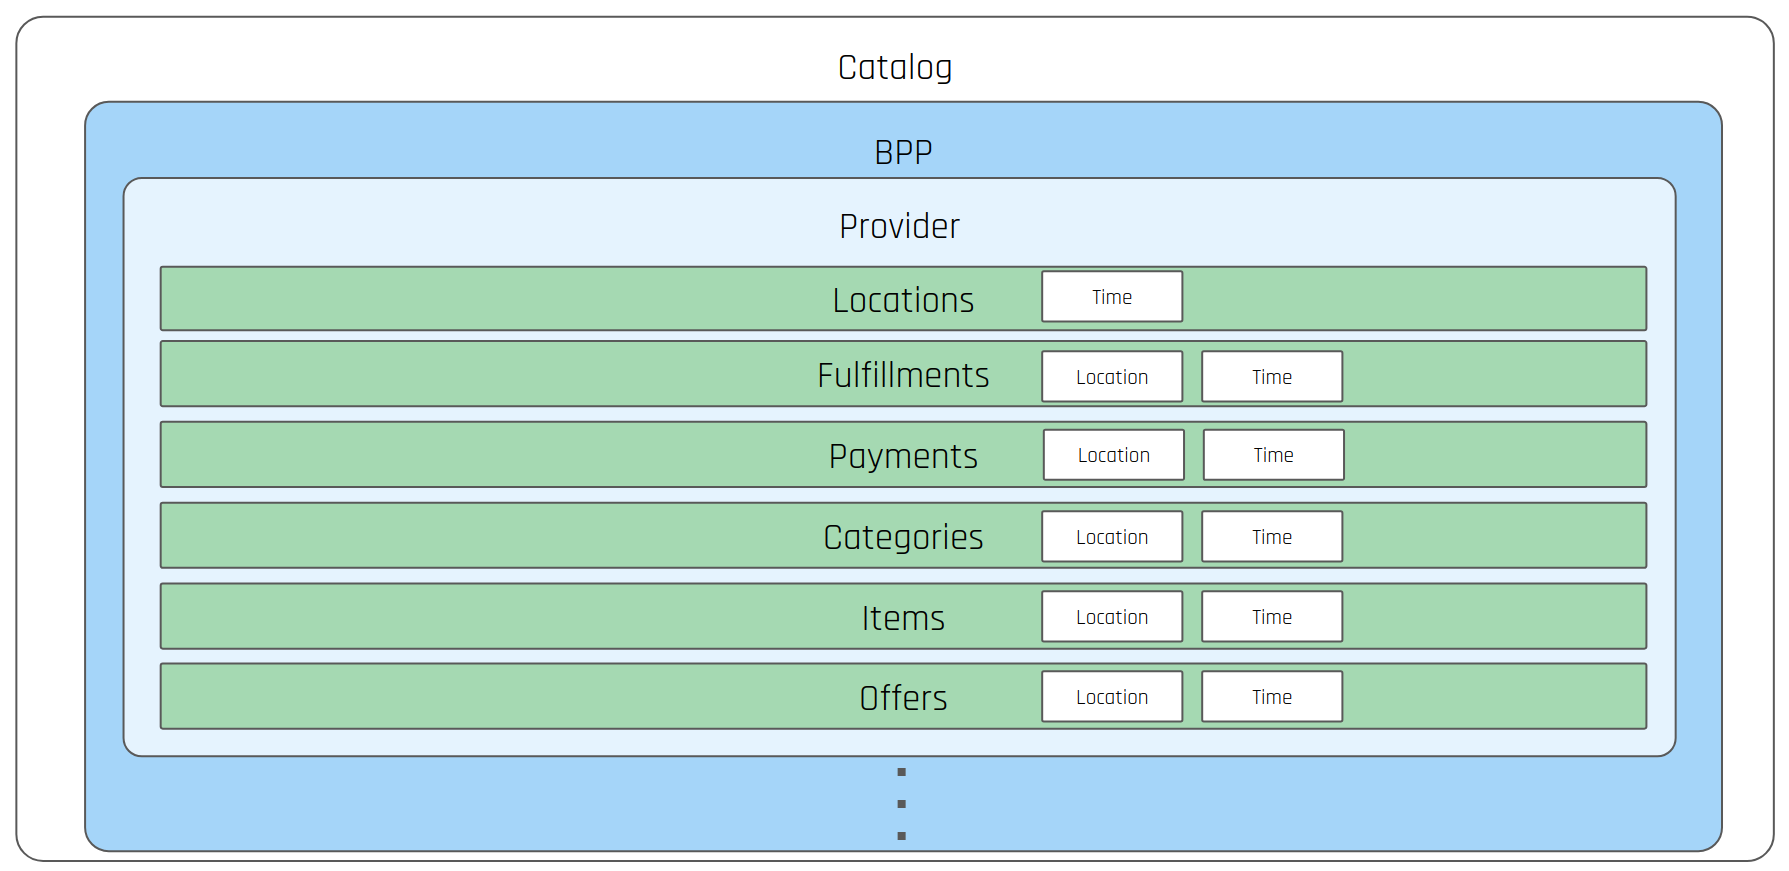 Catalog
BPP
Provider
Locations Time
Fulfillments Location Time
Payments Location Time
Categories Location Time
Items Location Time
Offers Location Time